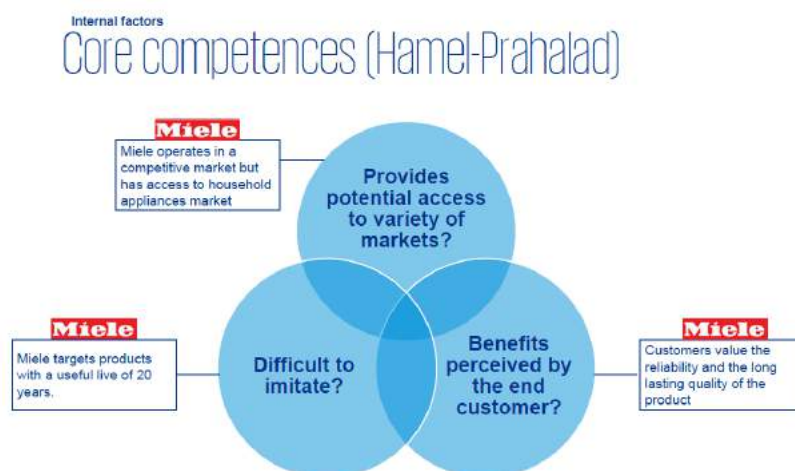 Internal factors
Core competences (Hamel-Prahalad)
Miele
Miele operates in a
competitive market but
has access to household
appliances market
Provides
potential access
to variety of
markets?
Miele
Miele targets products
with a useful live of 20
years.
Difficult to
imitate?
Benefits
perceived by
the end
customer?
Miele
Customers value the
reliability and the long
lasting quality of the
product